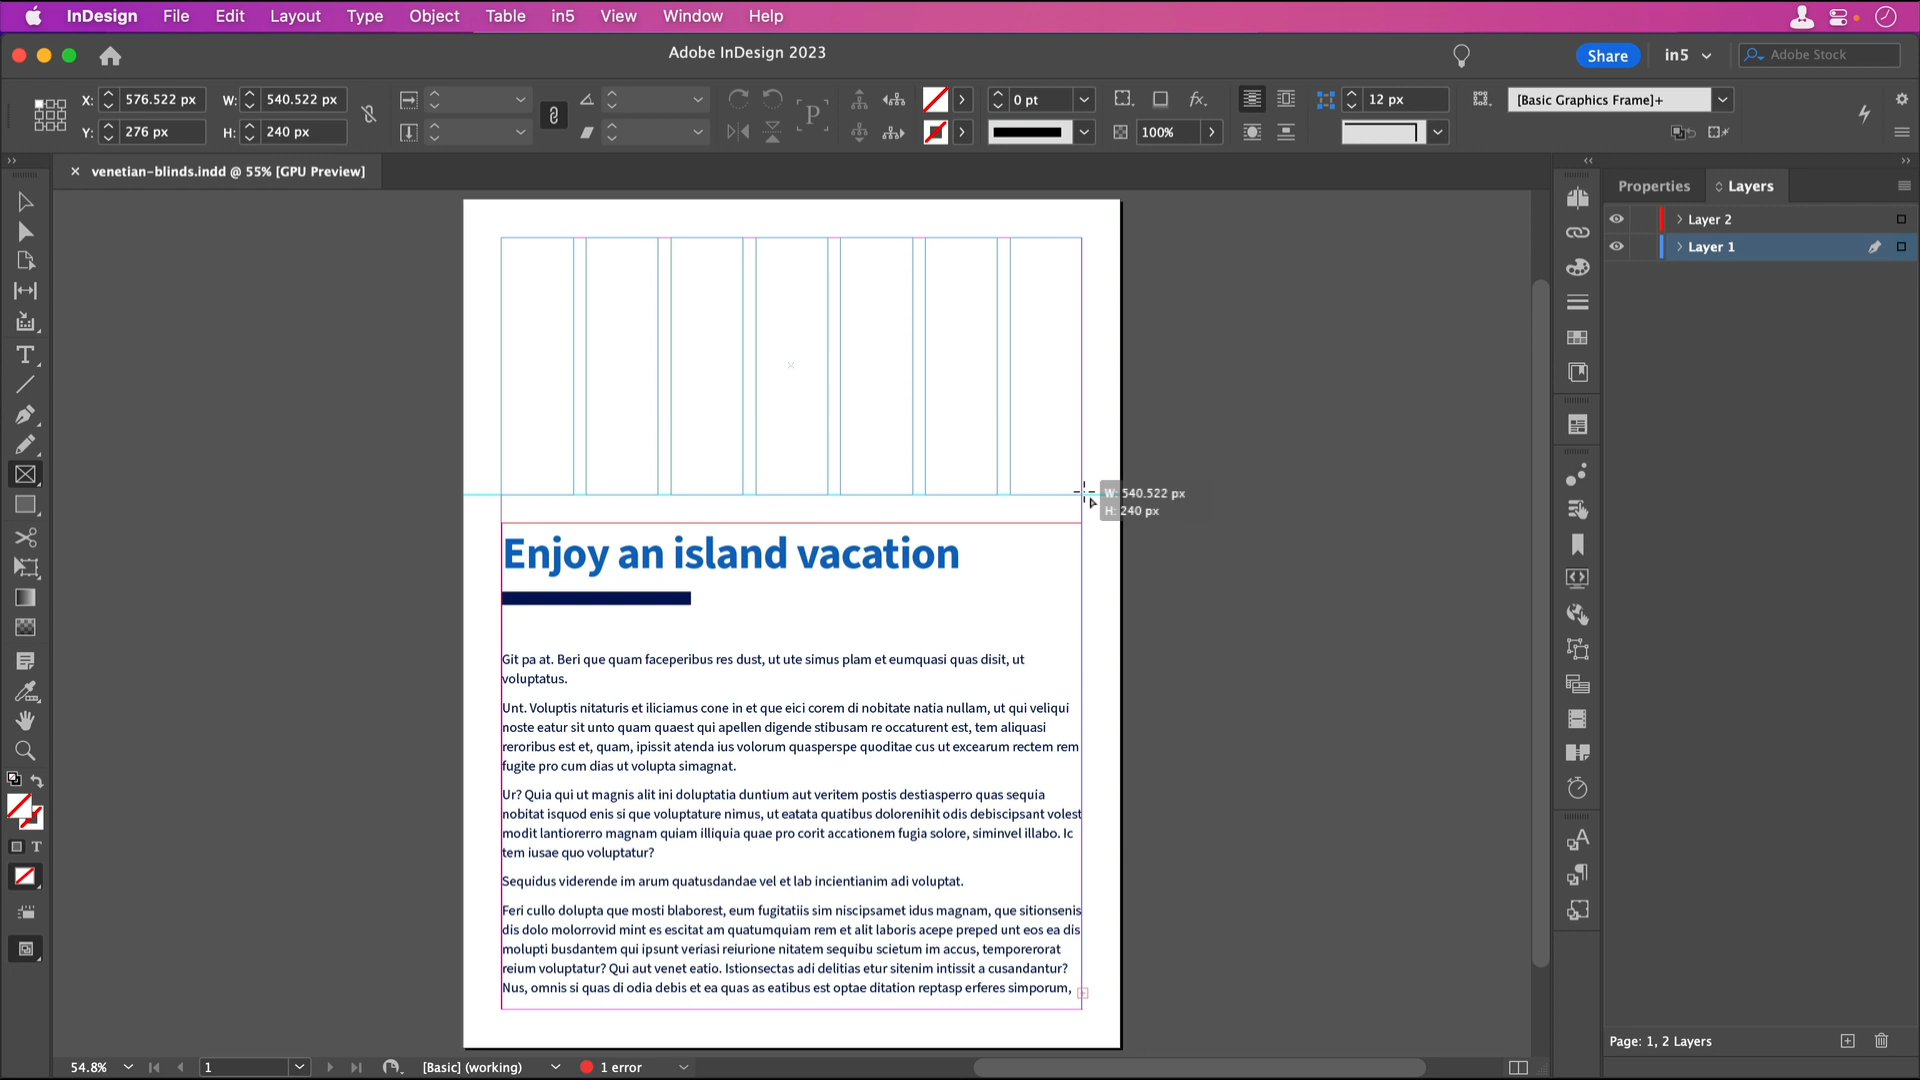 InDesign File Edit Layout Type Object Table in5 View Window Help
Adobe InDesign 2023
Share in5 Adobe Stock
X: 576.522 px W: 540.522 px 0 pt 12 px [Basic Graphics Frame]+
Y: 276 px H: 240 px 100%
× venetian-blinds.indd @ 55% [GPU Preview]
Properties Layers
Layer 2
Layer 1
W: 540.522 px
H: 240 px
Enjoy an island vacation
Git pa at. Beri que quam faceperibus res dust, ut ute simus plam et eumquasi quas disit, ut
voluptatus.
Unt. Voluptis nitaturis et iliciamus cone in et que eici corem di nobitate natia nullam, ut qui veliqui
noste eatur sit unto quam quaest qui apellen digende stibusam re occaturent est, tem aliquasi
reroribus est et, quam, ipissit atenda ius volorum quasperspe quoditae cus ut excearum rectem rem
fugite pro cum dias ut volupta simagnat.
Ur? Quia qui ut magnis alit ini doluptatia duntium aut veritem postis destiasperro quas sequia
nobitat isquod enis si que voluptature nimus, ut eatata quatibus dolorenihit odis debiscipsant volest
modit lantiorerro magnam quiam illiquia quae pro corit accationem fugia solore, siminvel illabo. Ic
tem iusae quo voluptatur?
Sequidus viderende im arum quatusdandae vel et lab incientianim adi voluptat.
Feri cullo dolupta que mosti blaborest, eum fugitatiis sim niscipsamet idus magnam, que sitionsenis
dis dolo molorrovid mint es escitat am quatumquiam rem et alit laboris acepe preped unt eos ea dis
molupti busdantem qui ipsunt veriasi reiurione nitatem sequibu scietum im accus, temporerorat
reium voluptatur? Qui aut venet eatio. Istionsectas adi delitias etur sitenim intissit a cusandantur?
Nus, omnis si quas di odia debis et ea quas as eatibus est optae ditation reptasp erferes simporum,
Page: 1, 2 Layers
54.8% 1 [Basic] (working) 1 error